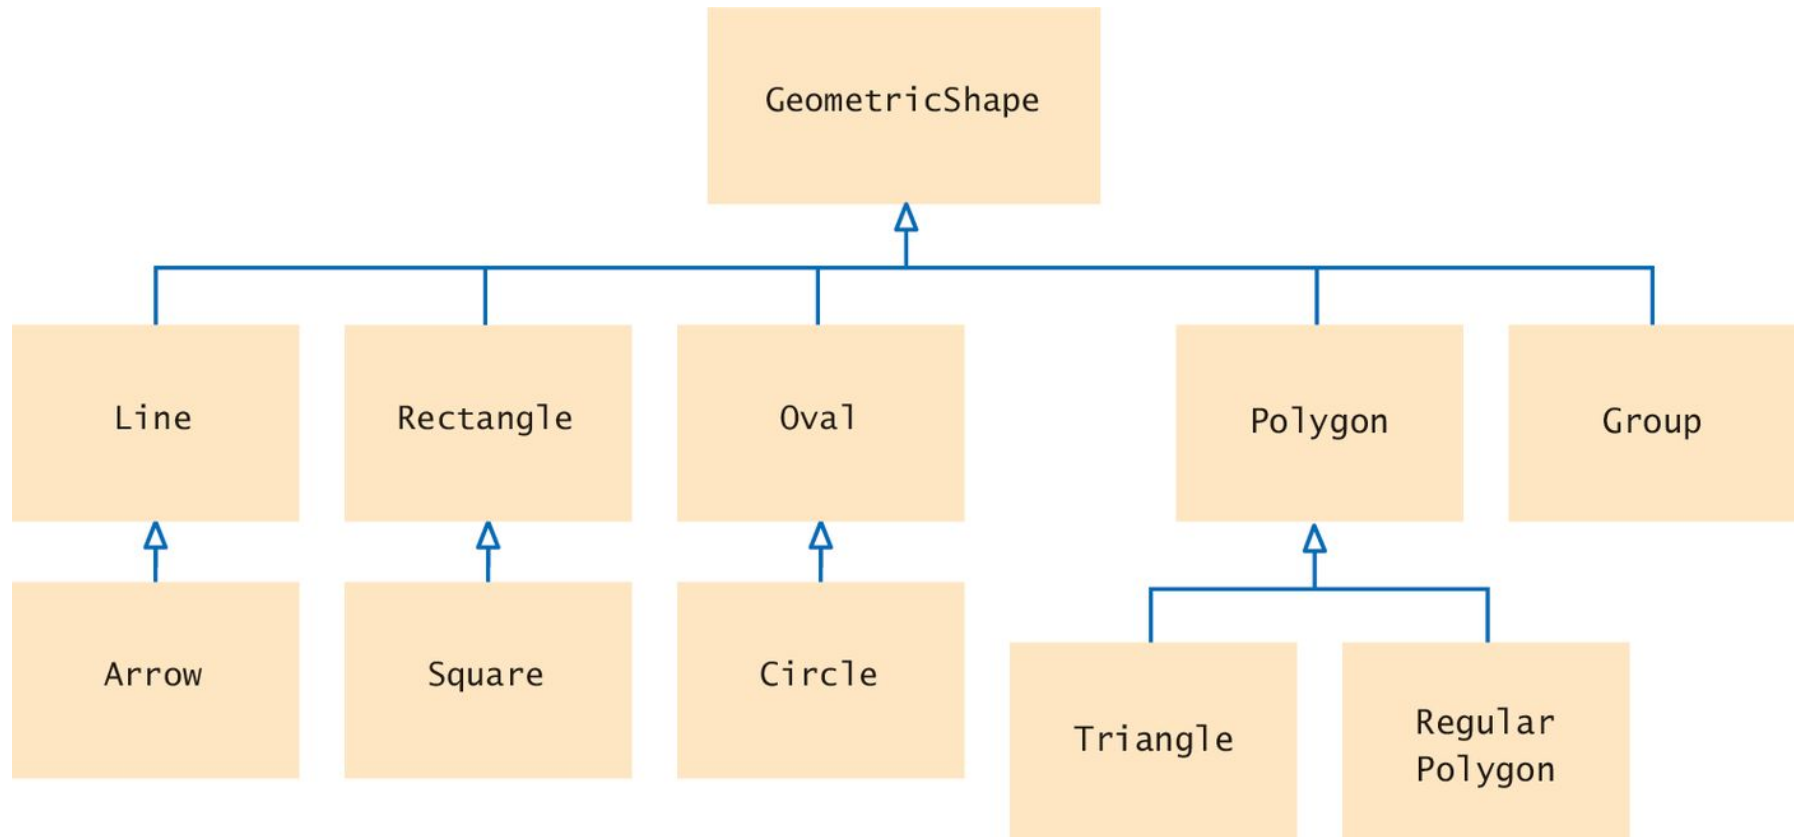 GeometricShape
Line
Rectangle
Oval
Polygon
Group
Arrow
Square
Circle
Triangle
Regular
Polygon